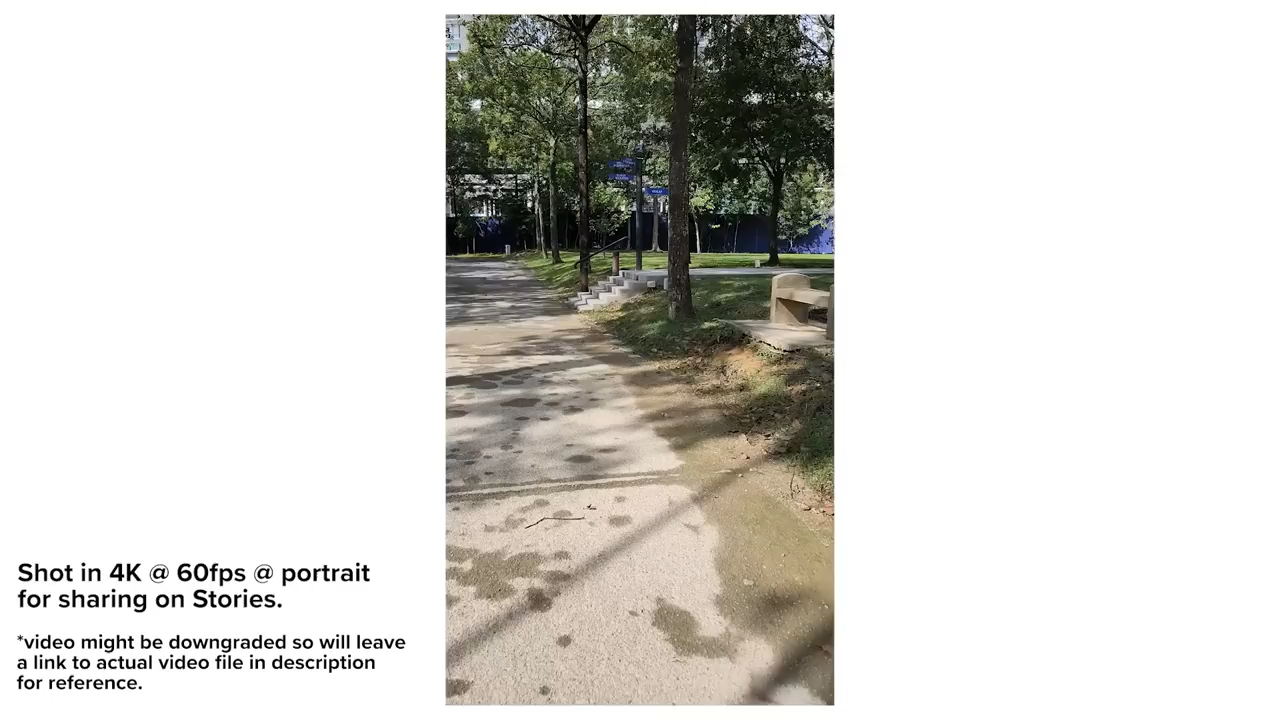 Shot in 4K @ 60fps @ portrait
for sharing on Stories.
*video might be downgraded so will leave
a link to actual video file in description
for reference.